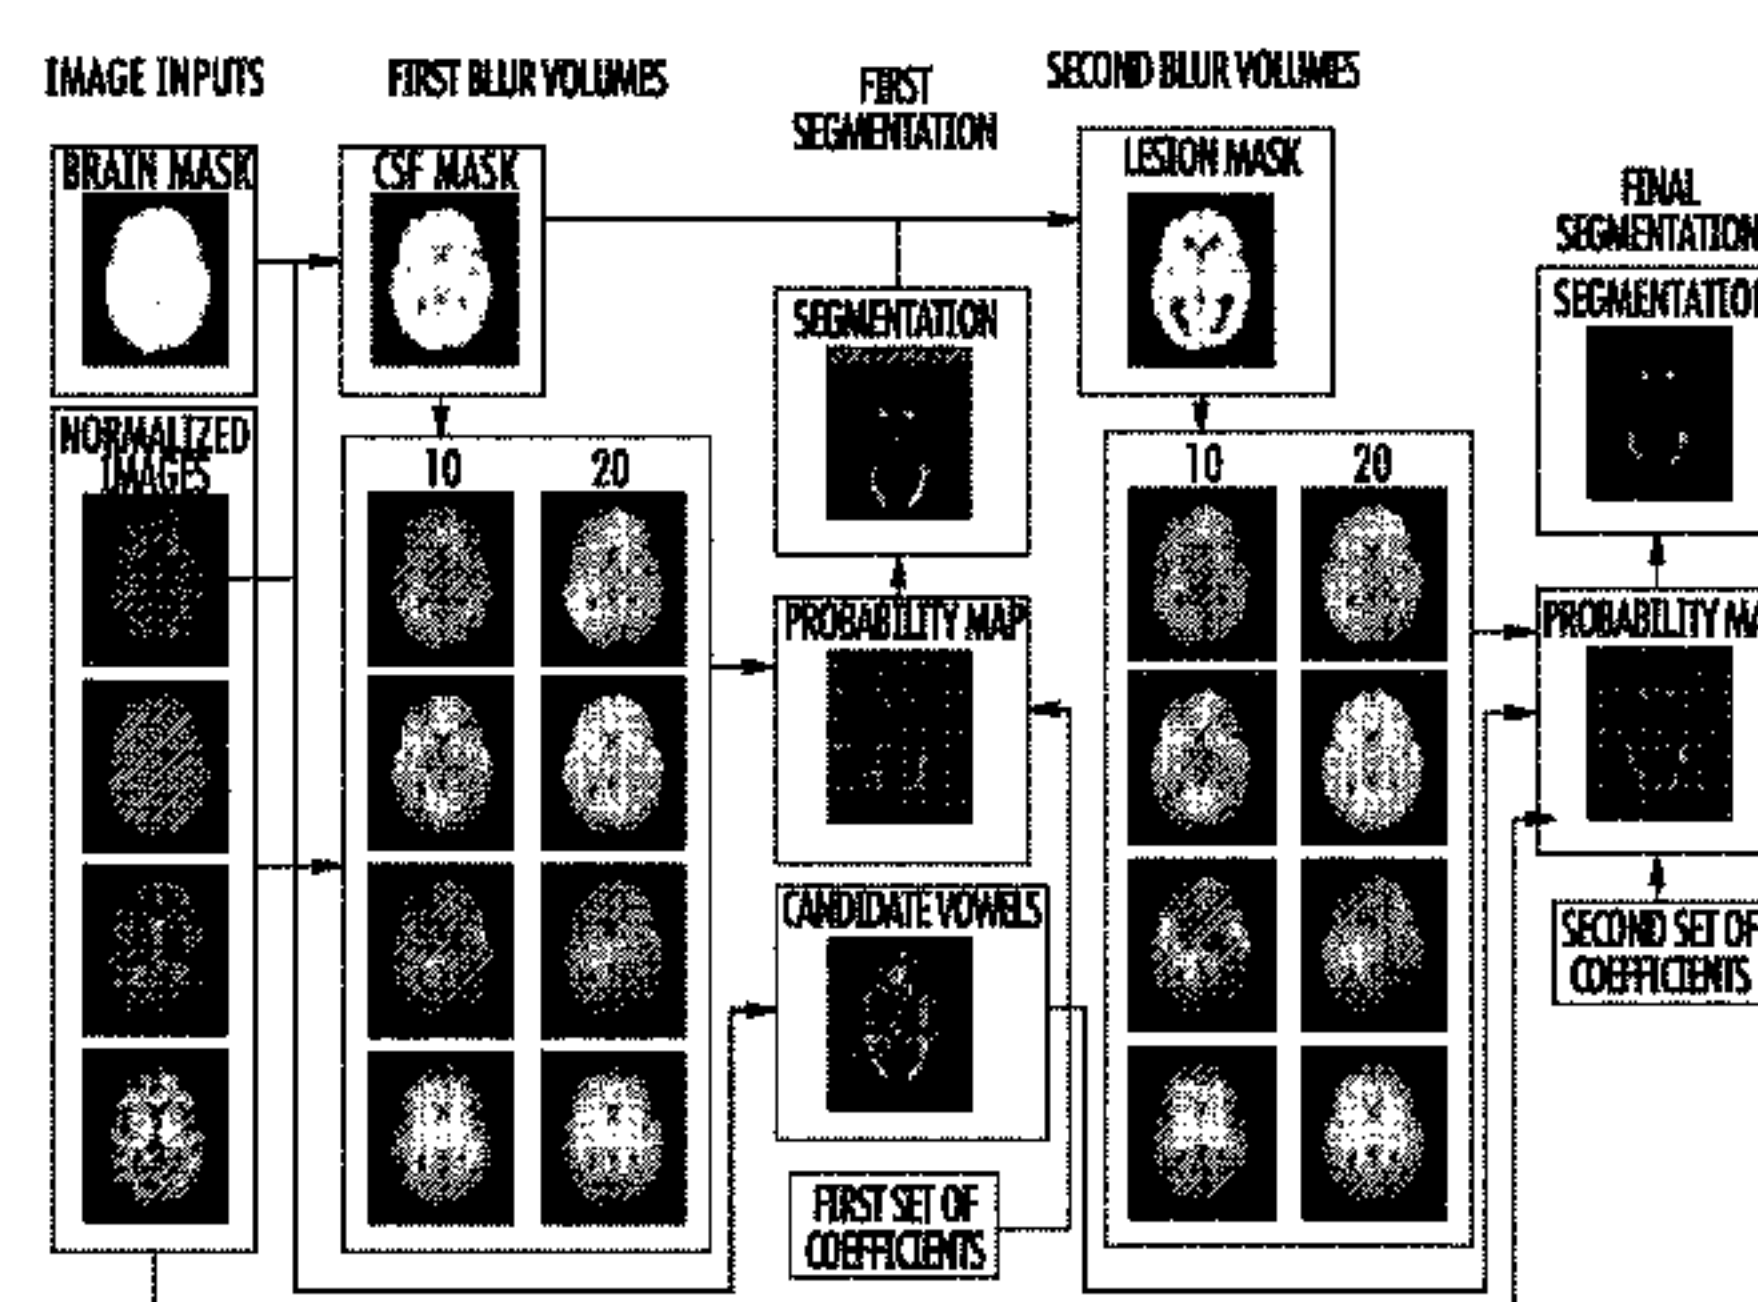 IMAGE INPUTS
FIRST BLUR VOLUMES
FIRST
SEGMENTATION
SECOND BLUR VOLUMES
BRAIN MASK
CSF MASK
LESION MASK
FINAL
SEGMENTATION
SEGMENTATION
SEGMENTATION
NORMALIZED
IMAGES
10 20
10 20
PROBABILITY MAP
PROBABILITY MA
CANDIDATE VOWELS
SECOND SET OF
COEFFICIENTS
FIRST SET OF
COEFFICIENTS